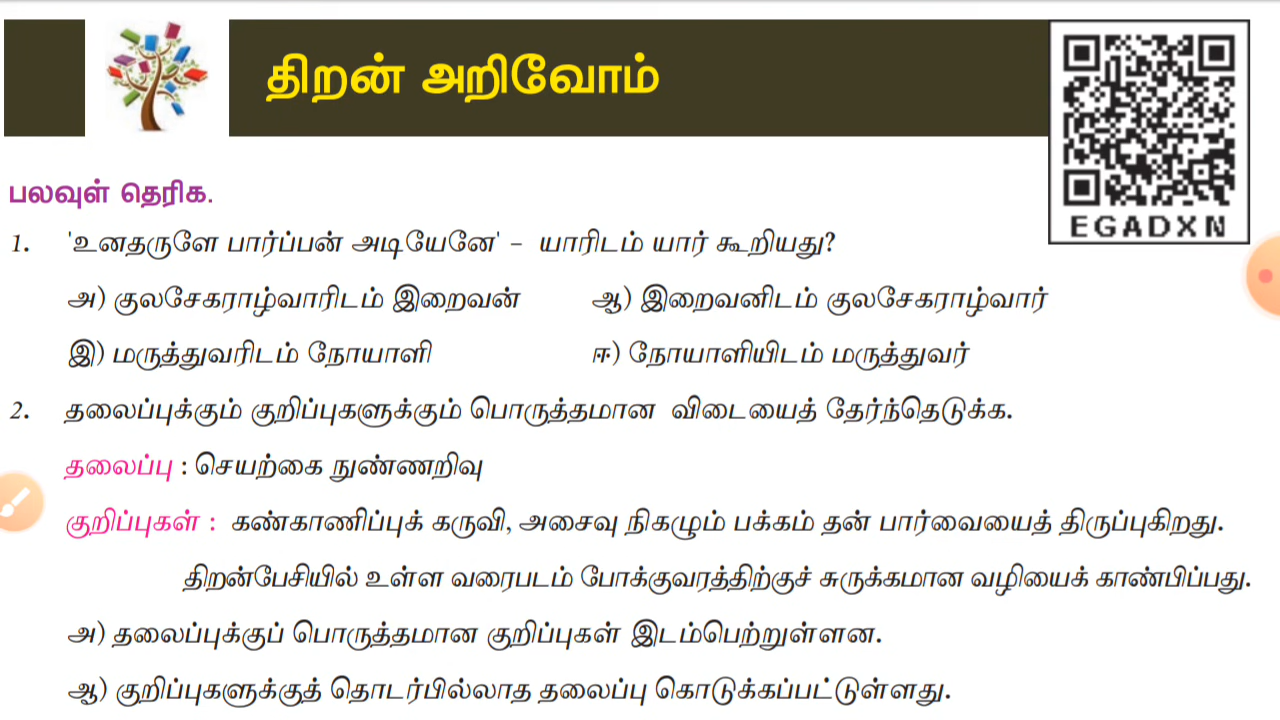 திறன் அறிவோம்
EGADXN
பலவுள் தெரிக.
1. 'உனதருளே பார்ப்பன் அடியேனே' – யாரிடம் யார் கூறியது?
அ) குலசேகராழ்வாரிடம் இறைவன் ஆ) இறைவனிடம் குலசேகராழ்வார்
இ) மருத்துவரிடம் நோயாளி ஈ) நோயாளியிடம் மருத்துவர்
2. தலைப்புக்கும் குறிப்புகளுக்கும் பொருத்தமான விடையைத் தேர்ந்தெடுக்க.
தலைப்பு : செயற்கை நுண்ணறிவு
குறிப்புகள் : கண்காணிப்புக் கருவி, அசைவு நிகழும் பக்கம் தன் பார்வையைத் திருப்புகிறது.
திறன்பேசியில் உள்ள வரைபடம் போக்குவரத்திற்குச் சுருக்கமான வழியைக் காண்பிப்பது.
அ) தலைப்புக்குப் பொருத்தமான குறிப்புகள் இடம்பெற்றுள்ளன.
ஆ) குறிப்புகளுக்குத் தொடர்பில்லாத தலைப்பு கொடுக்கப்பட்டுள்ளது.